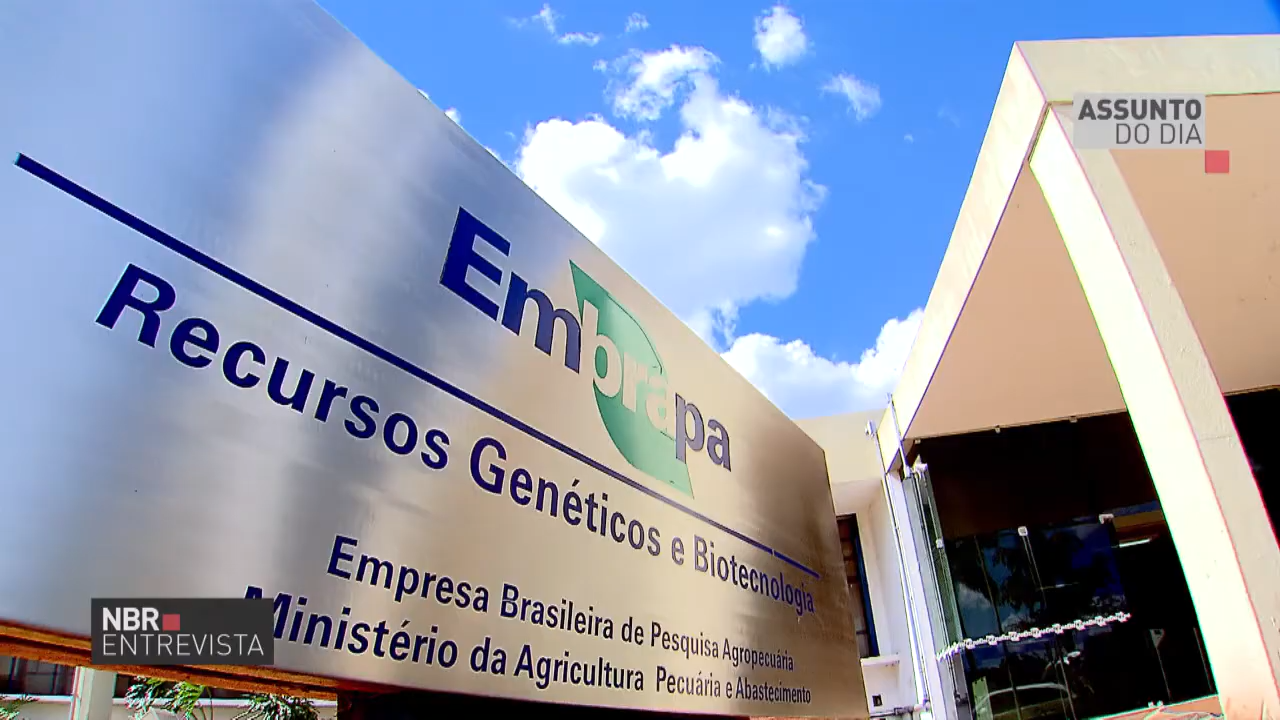 ASSUNTO
DO DIA
Embrapa
Recursos Genéticos e Biotecnologia
Empresa Brasileira de Pesquisa Agropecuária
Ministério da Agricultura Pecuária e Abastecimento
NBR
ENTREVISTA